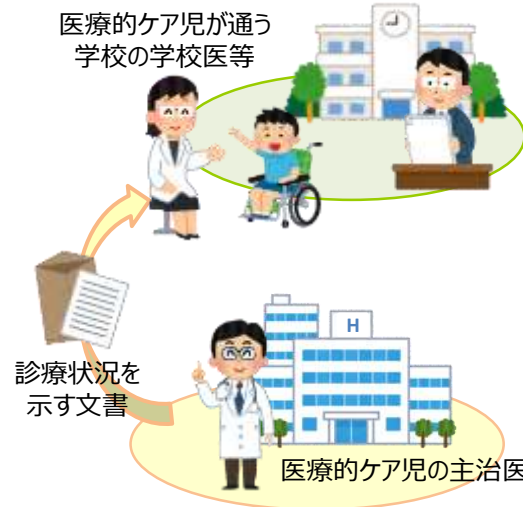 医療的ケア児が通う
学校の学校医等
診療状況を
示す文書
H
医療的ケア児の主治医